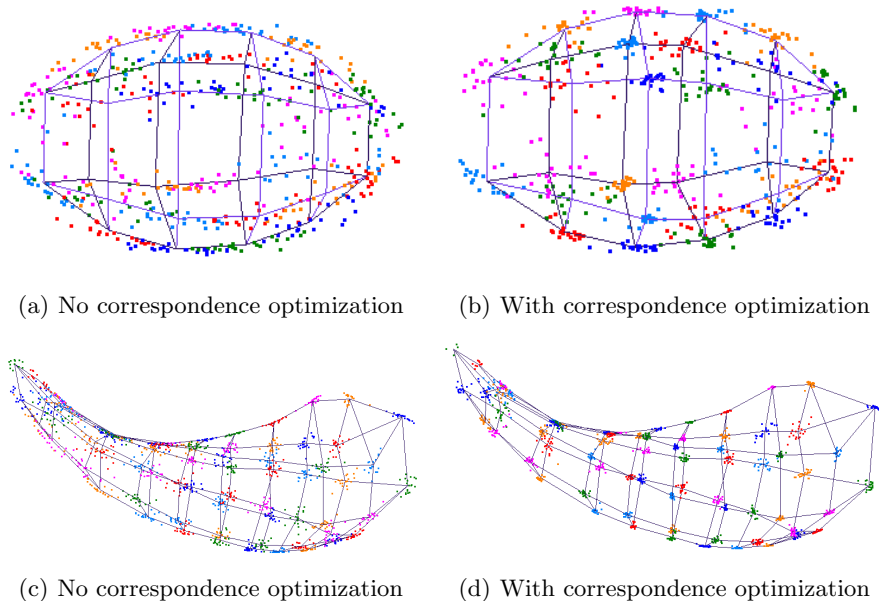 (a) No correspondence optimization
(b) With correspondence optimization
(c) No correspondence optimization
(d) With correspondence optimization